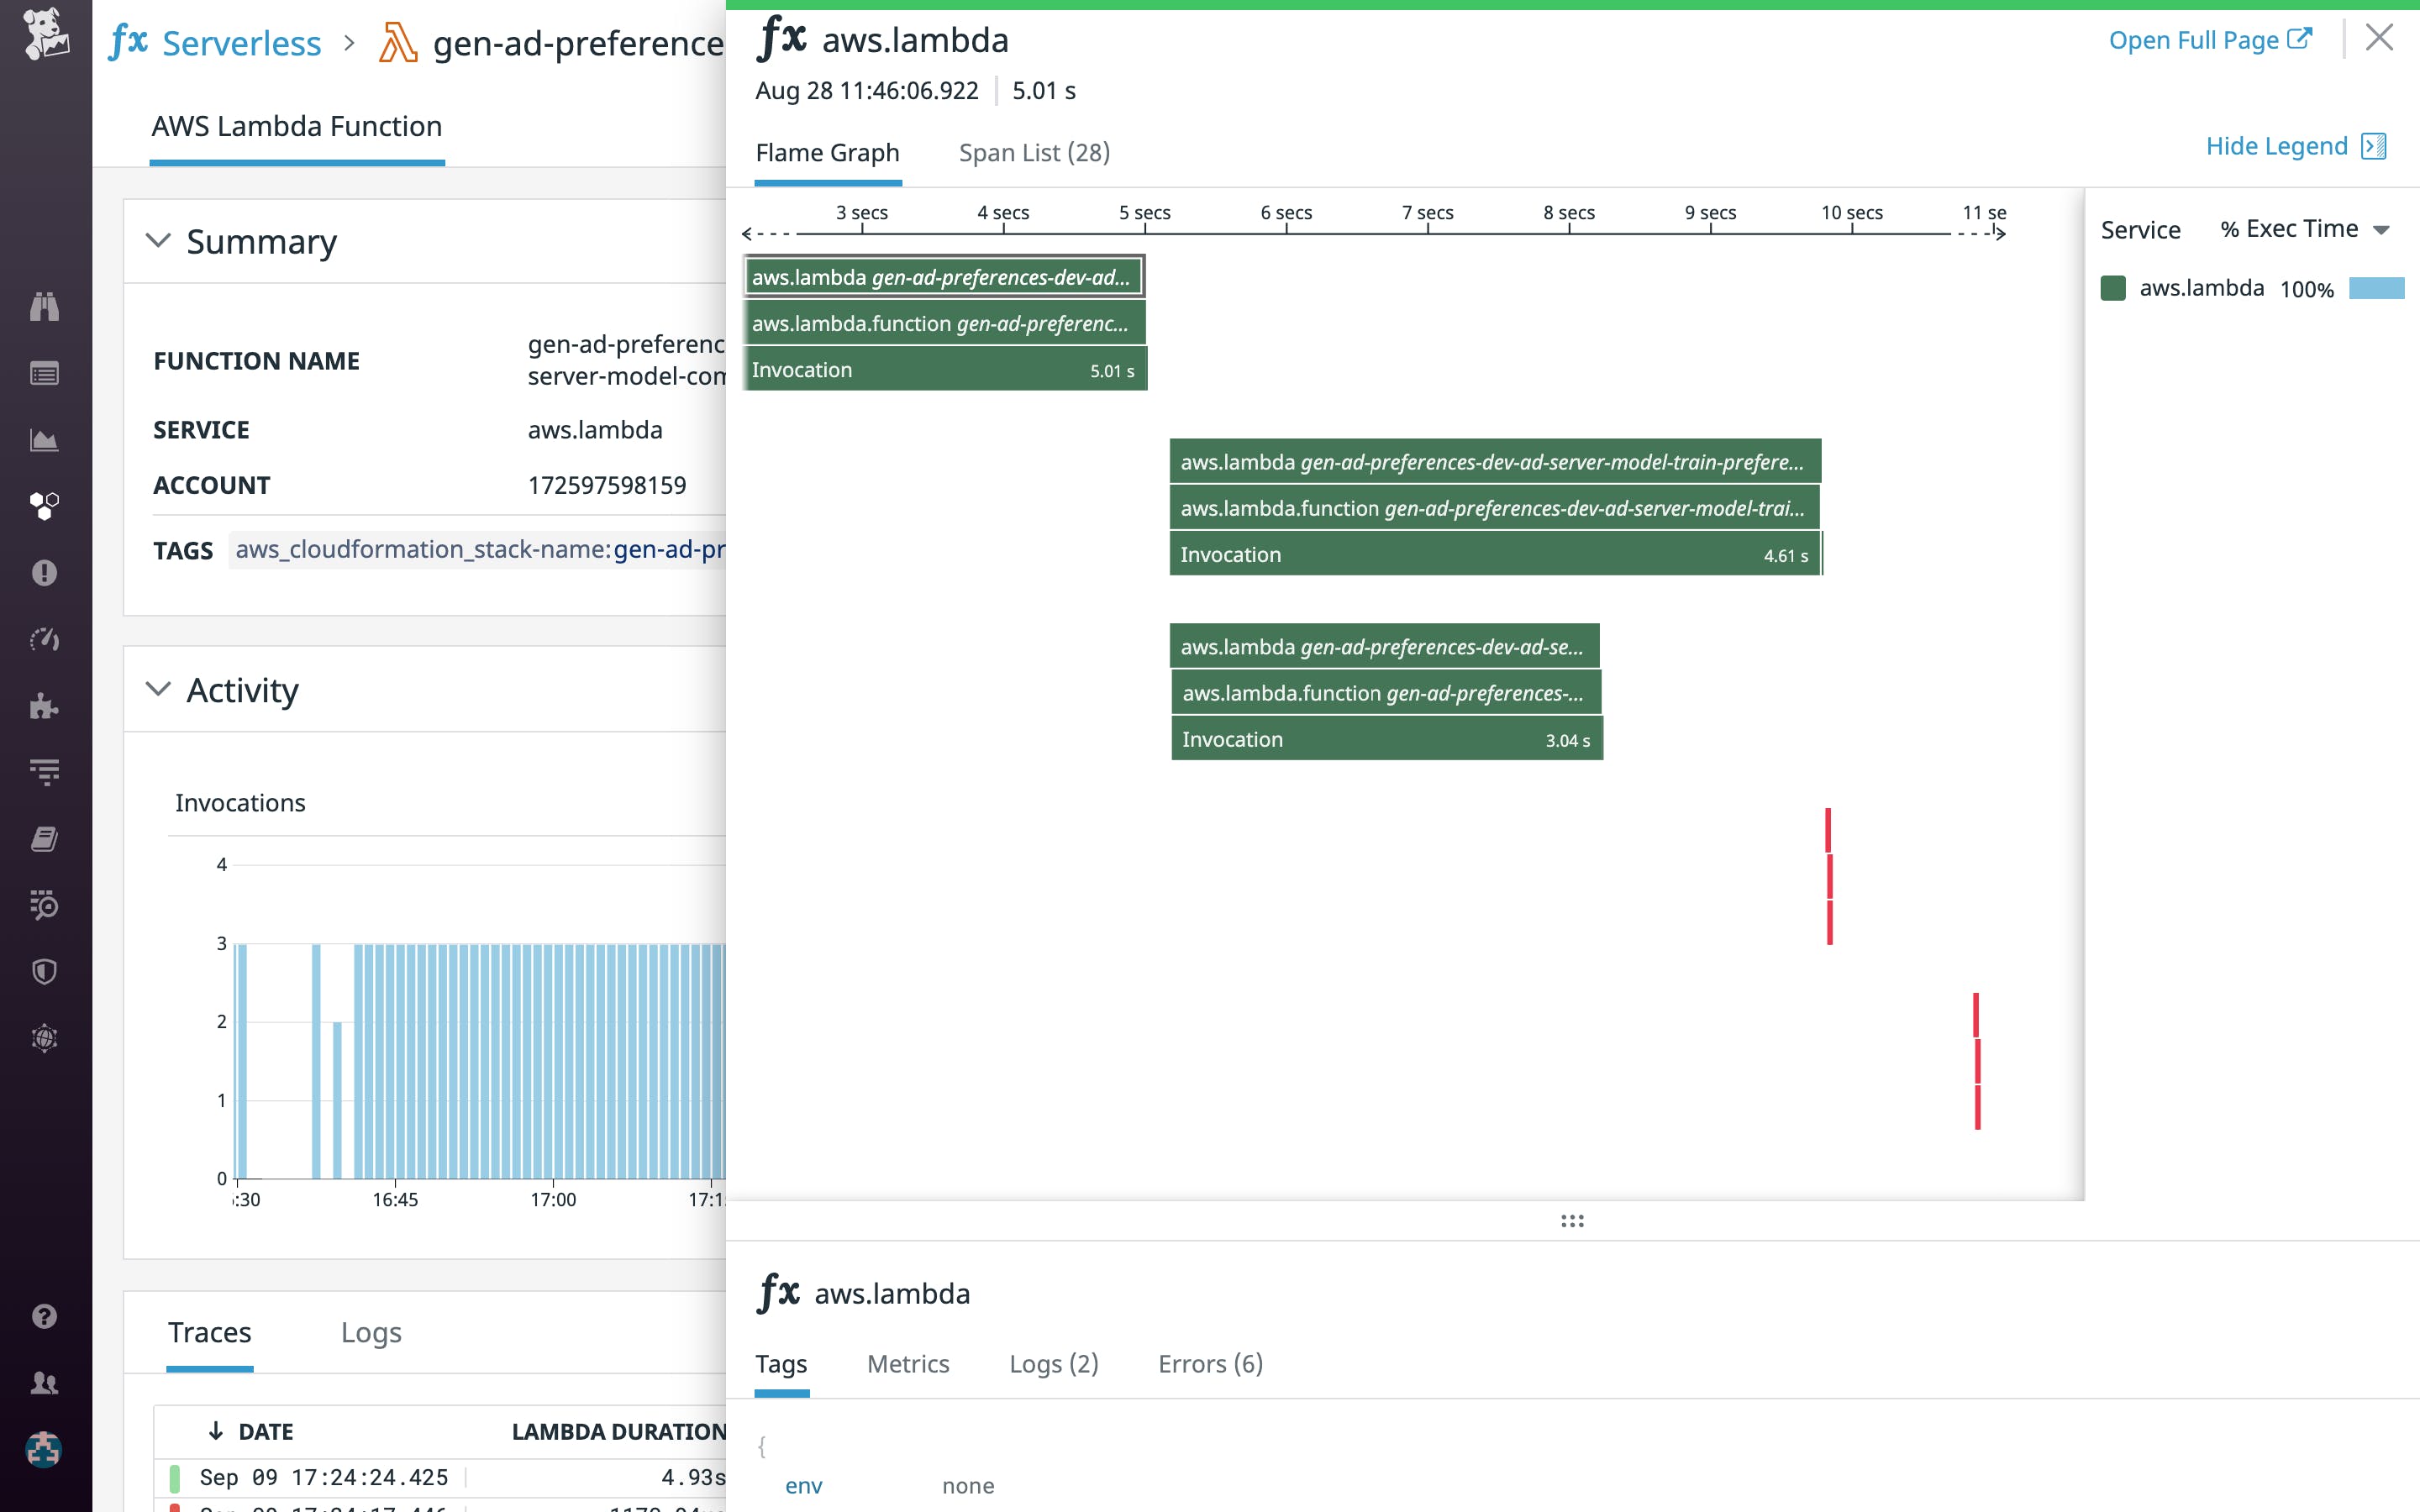 fx Serverless > gen-ad-preference
AWS Lambda Function
Summary
FUNCTION NAME
gen-ad-preferenc
server-model-com
SERVICE aws.lambda
ACCOUNT 172597598159
TAGS aws_cloudformation_stack-name:gen-ad-pr
Activity
Invocations
4
3
2
1
0
:30 16:45 17:00 17:1
Traces Logs
DATE LAMBDA DURATION
Sep 09 17:24:24.425 4.93s
fx aws.lambda
Open Full Page
Aug 28 11:46:06.922 5.01 s
Flame Graph Span List (28)
Hide Legend
3 secs 4 secs 5 secs 6 secs 7 secs 8 secs 9 secs 10 secs 11 se
aws.lambda gen-ad-preferences-dev-ad...
aws.lambda.function gen-ad-preferenc...
Invocation 5.01 s
aws.lambda gen-ad-preferences-dev-ad-server-model-train-prefere...
aws.lambda.function gen-ad-preferences-dev-ad-server-model-trai...
Invocation 4.61 s
aws.lambda gen-ad-preferences-dev-ad-se...
aws.lambda.function gen-ad-preferences-...
Invocation 3.04 s
Service % Exec Time
aws.lambda 100%
fx aws.lambda
Tags Metrics Logs (2) Errors (6)
{
env none